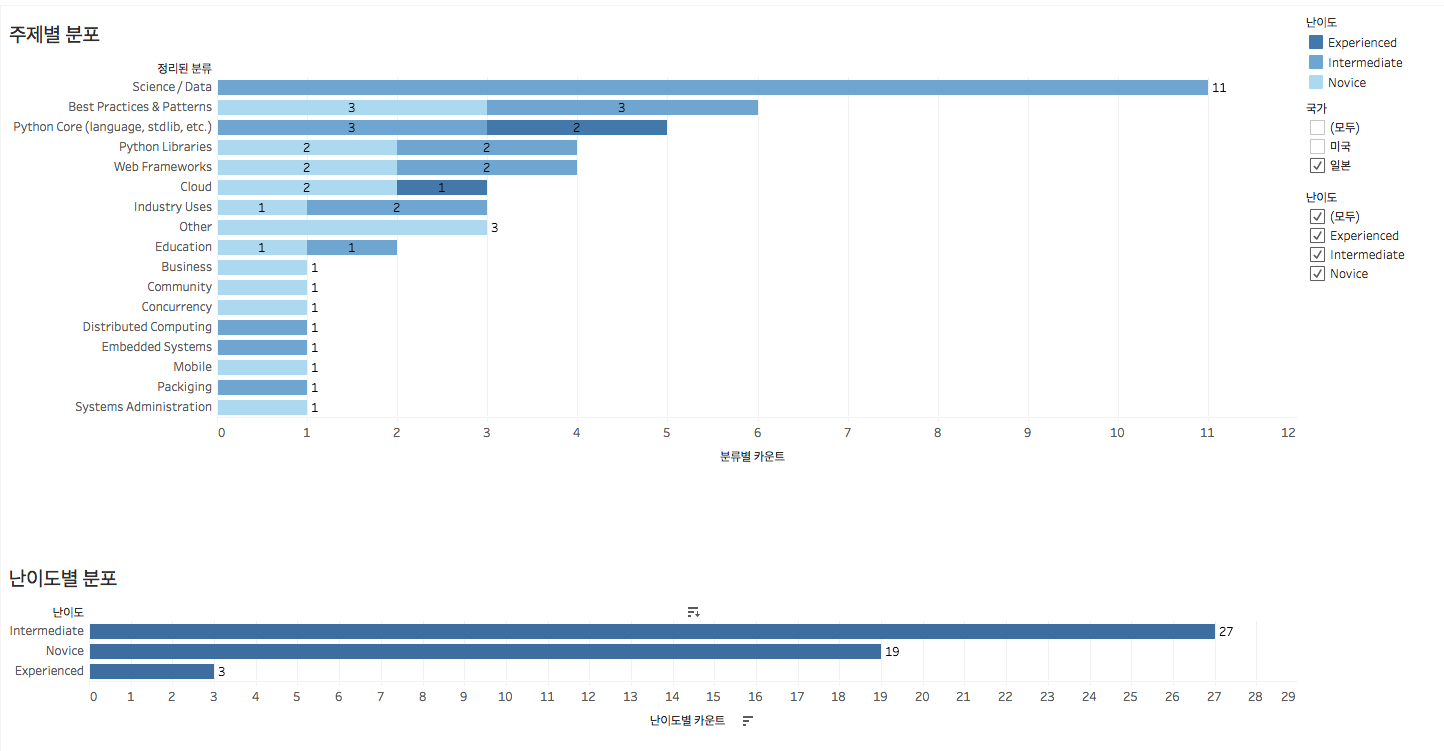 주제별 분포
정리된 분류
Science / Data 11
Best Practices & Patterns 3 3
Python Core (language, stdlib, etc.) 3 2
Python Libraries 2 2
Web Frameworks 2 2
Cloud 2 1
Industry Uses 1 2
Other 3
Education 1 1
Business 1
Community 1
Concurrency 1
Distributed Computing 1
Embedded Systems 1
Mobile 1
Packiging 1
Systems Administration 1
0 1 2 3 4 5 6 7 8 9 10 11 12
분류별 카운트
난이도
Experienced
Intermediate
Novice
국가
(모두)
미국
일본
난이도
(모두)
Experienced
Intermediate
Novice
난이도별 분포
난이도
Intermediate 27
Novice 19
Experienced 3
0 1 2 3 4 5 6 7 8 9 10 11 12 13 14 15 16 17 18 19 20 21 22 23 24 25 26 27 28 29
난이도별 카운트